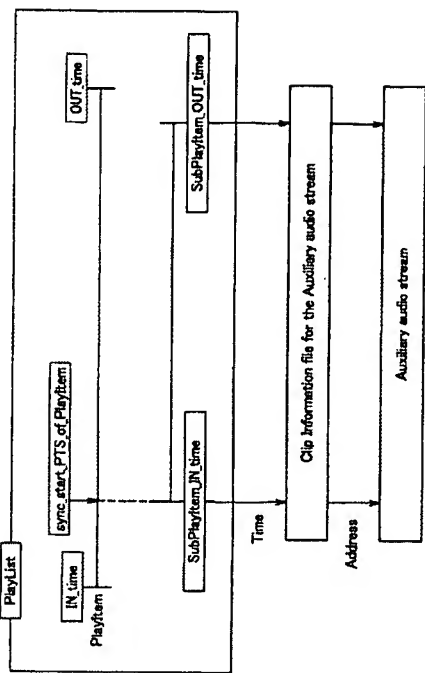 PlayList
IN_time
sync_start_PTS_of_PlayItem
OUT_time
PlayItem
SubPlayItem_IN_time
SubPlayItem_OUT_time
Time
Clip Information file for the Auxiliary audio stream
Address
Auxiliary audio stream